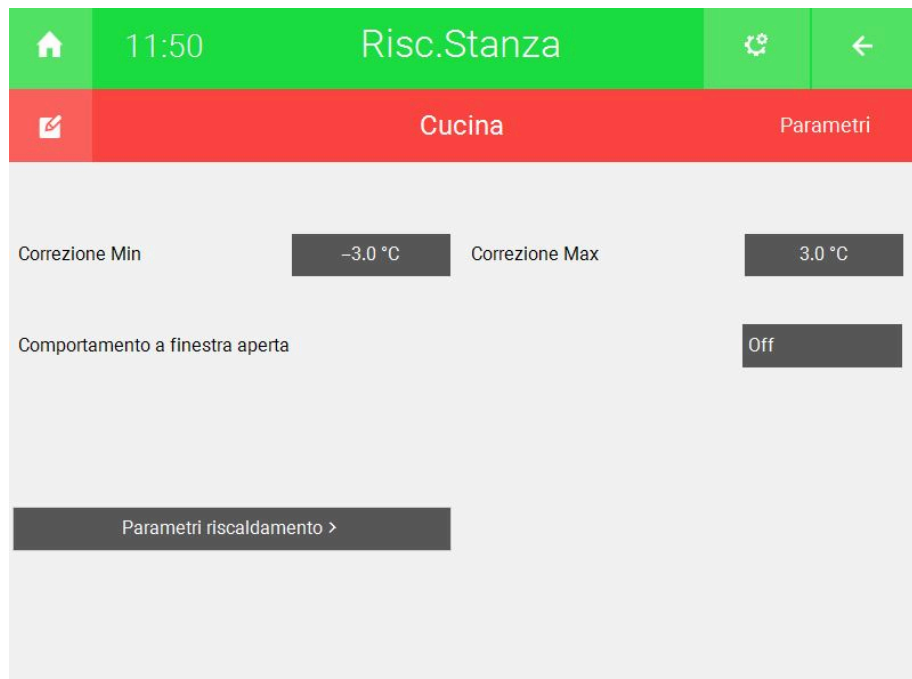 11:50 Risc.Stanza
Cucina Parametri
Correzione Min –3.0 °C Correzione Max 3.0 °C
Comportamento a finestra aperta Off
Parametri riscaldamento >